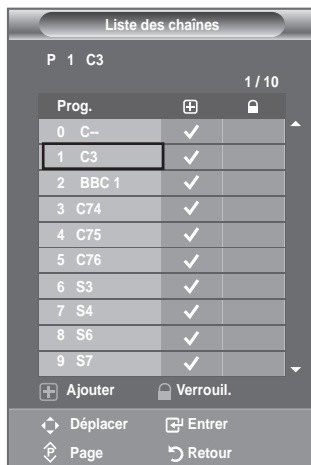 Liste des chaînes
P 1 C3
1 / 10
Prog.
0 C--
1 C3
2 BBC 1
3 C74
4 C75
5 C76
6 S3
7 S4
8 S6
9 S7
Ajouter Verrouil.
Déplacer Entrer
Page Retour